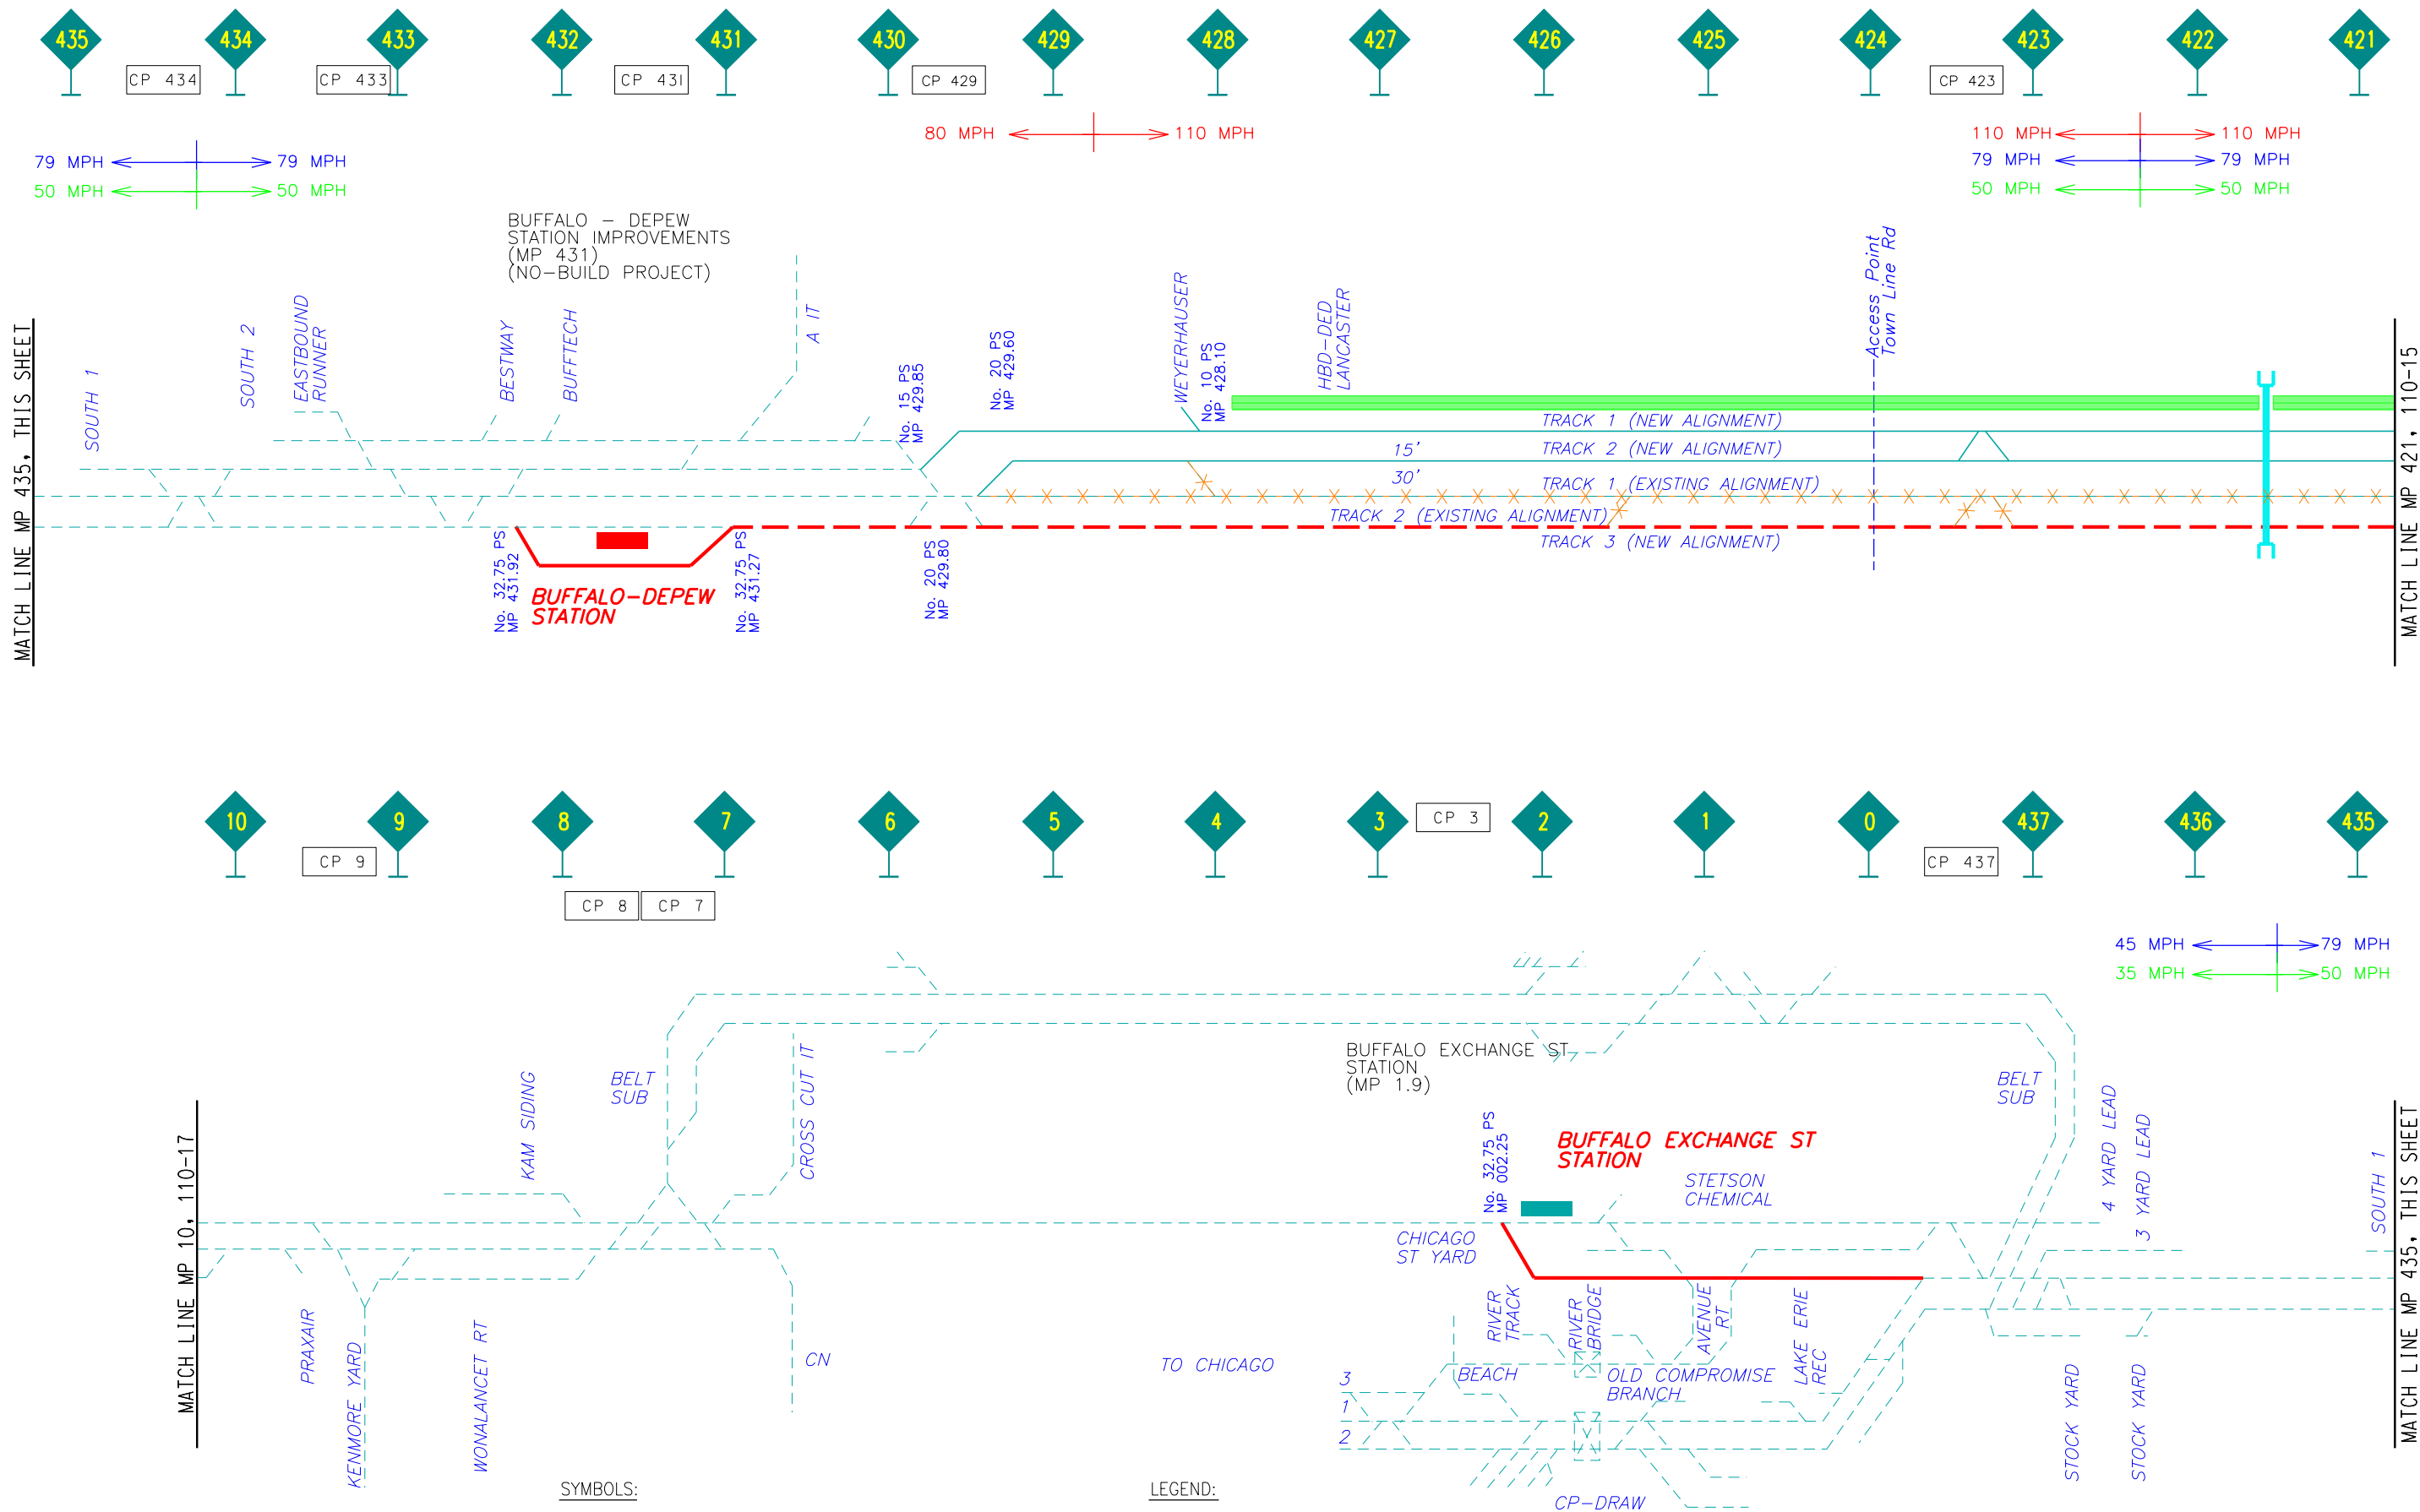 435
434
433
432
431
430
429
428
427
426
425
424
423
422
421
CP 434
CP 433
CP 431
CP 429
CP 423
80 MPH
110 MPH
110 MPH
110 MPH
79 MPH
79 MPH
79 MPH
79 MPH
50 MPH
50 MPH
50 MPH
50 MPH
BUFFALO - DEPEW
STATION IMPROVEMENTS
(MP 431)
(NO-BUILD PROJECT)
MATCH LINE MP 435, THIS SHEET
SOUTH 1
SOUTH 2
EASTBOUND
RUNNER
BESTWAY
BUFFTECH
A IT
No. 15 PS
MP 429.85
No. 20 PS
MP 429.60
WEYERHAUSER
No. 10 PS
MP 428.10
HBD-DED
LANCASTER
Access Point
Town Line Rd
TRACK 1 (NEW ALIGNMENT)
15'
TRACK 2 (NEW ALIGNMENT)
30'
TRACK 1 (EXISTING ALIGNMENT)
TRACK 2 (EXISTING ALIGNMENT)
TRACK 3 (NEW ALIGNMENT)
No. 32.75 PS
MP 431.92
BUFFALO-DEPEW
STATION
No. 32.75 PS
MP 431.27
No. 20 PS
MP 429.80
MATCH LINE MP 421, 110-15
10
9
8
7
6
5
4
3
2
1
0
437
436
435
CP 3
CP 9
CP 437
CP 8
CP 7
45 MPH
79 MPH
35 MPH
50 MPH
BUFFALO EXCHANGE ST
STATION
(MP 1.9)
MATCH LINE MP 10, 110-17
KAM SIDING
BELT
SUB
CROSS CUT IT
BELT
SUB
No. 32.75 PS
MP 002.25
BUFFALO EXCHANGE ST
STATION
STETSON
CHEMICAL
4 YARD LEAD
3 YARD LEAD
SOUTH 1
CHICAGO
ST YARD
PRAXAIR
KENMORE YARD
WONALANCET RT
CN
TO CHICAGO
RIVER
TRACK
RIVER
BRIDGE
AVENUE
RT
LAKE ERIE
REC
3
1
2
BEACH
OLD COMPROMISE
BRANCH
STOCK YARD
STOCK YARD
MATCH LINE MP 435, THIS SHEET
SYMBOLS:
LEGEND:
CP-DRAW